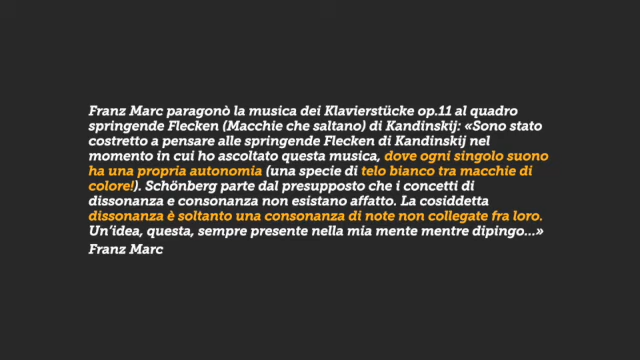 Franz Marc paragonò la musica dei Klavierstücke op.11 al quadro
springende Flecken (Macchie che saltano) di Kandinskij: «Sono stato
costretto a pensare alle springende Flecken di Kandinskij nel
momento in cui ho ascoltato questa musica, dove ogni singolo suono
ha una propria autonomia (una specie di telo bianco tra macchie di
colore!). Schönberg parte dal presupposto che i concetti di
dissonanza e consonanza non esistano affatto. La cosiddetta
dissonanza è soltanto una consonanza di note non collegate fra loro.
Un'idea, questa, sempre presente nella mia mente mentre dipingo...»
Franz Marc